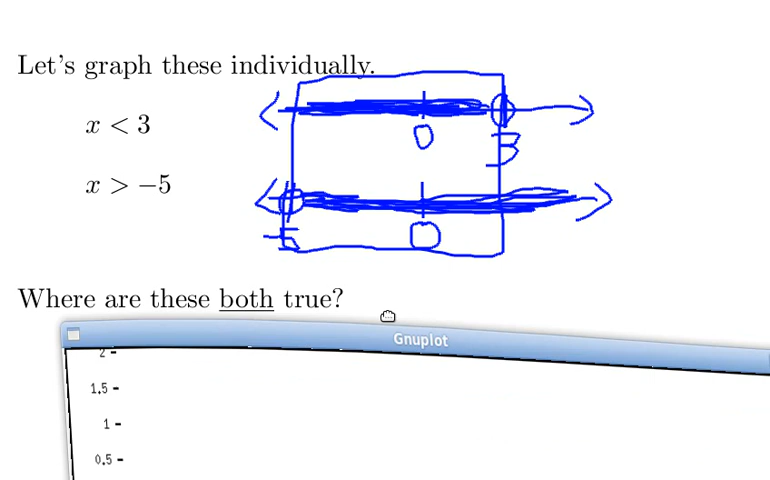 Let's graph these individually.
x < 3
0
3
x > −5
-5
0
Where are these both true?
Gnuplot
2
1.5
1
0.5